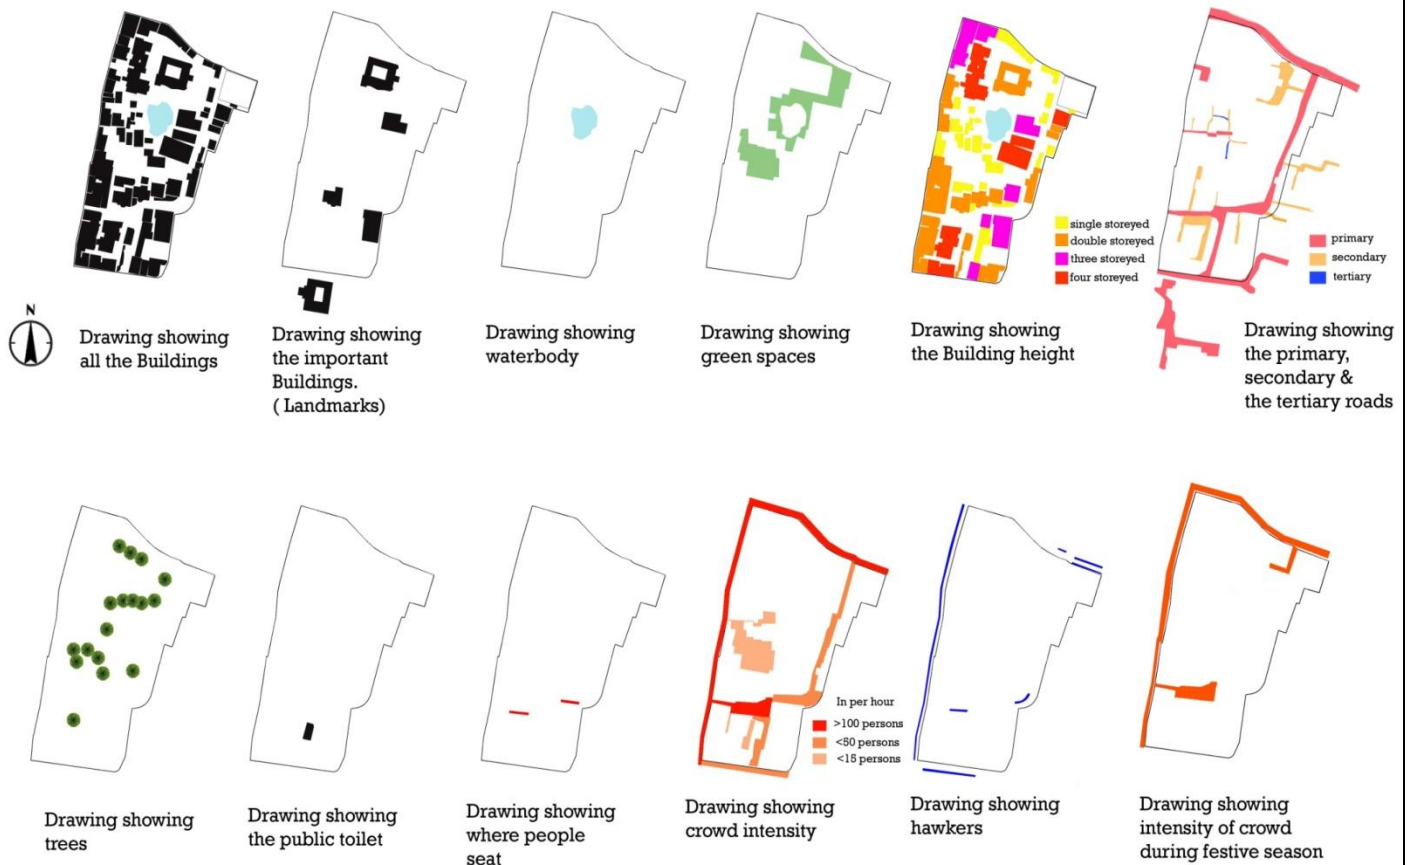 N
Drawing showing
all the Buildings
Drawing showing
the important
Buildings.
( Landmarks)
Drawing showing
waterbody
Drawing showing
green spaces
single storeyed
double storeyed
three storeyed
four storeyed
Drawing showing
the Building height
primary
secondary
tertiary
Drawing showing
the primary,
secondary &
the tertiary roads
Drawing showing
trees
Drawing showing
the public toilet
Drawing showing
where people
seat
In per hour
>100 persons
<50 persons
<15 persons
Drawing showing
crowd intensity
Drawing showing
hawkers
Drawing showing
intensity of crowd
during festive season